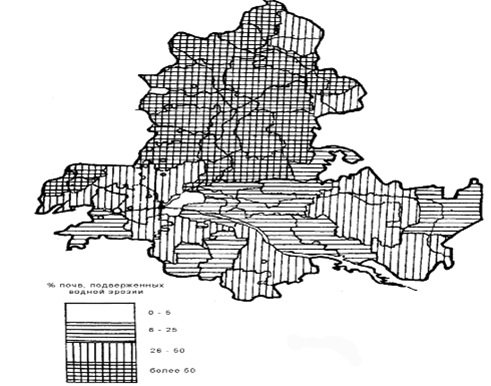 % почв, подверженных
водной эрозии
0 - 5
6 - 25
26 - 50
более 50